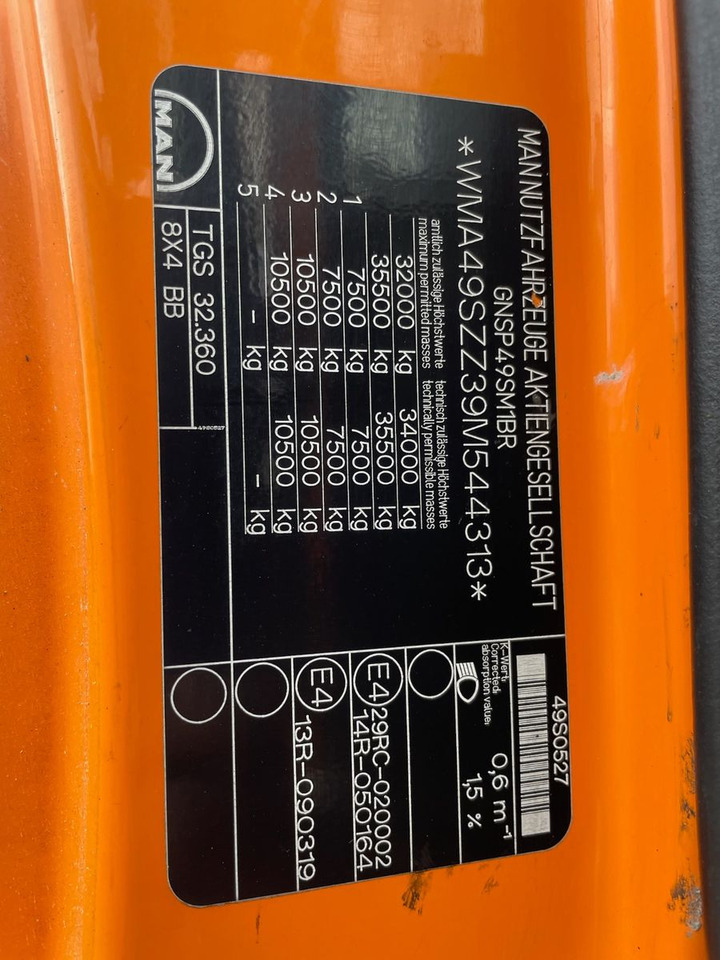 MAN NUTZFAHRZEUGE AKTIENGESELLSCHAFT
GNSP49SM1BR
*WMA49SZZ39M544313*
amtlich zulässige Höchstwerte technisch zulässige Höchstwerte
maximum permitted masses technically permissible masses
32000 kg 34000 kg
35500 kg 35500 kg
1 7500 kg 7500 kg
2 7500 kg 7500 kg
3 10500 kg 10500 kg
4 10500 kg 10500 kg
5 - kg - kg
MAN
TGS 32.360
8X4 BB
49S0527
49S0527
K-Wert:
Corrected:
absorption value:
0,6 m⁻¹
1,5 %
E4 29RC-020002
14R-050164
E4 13R-090319